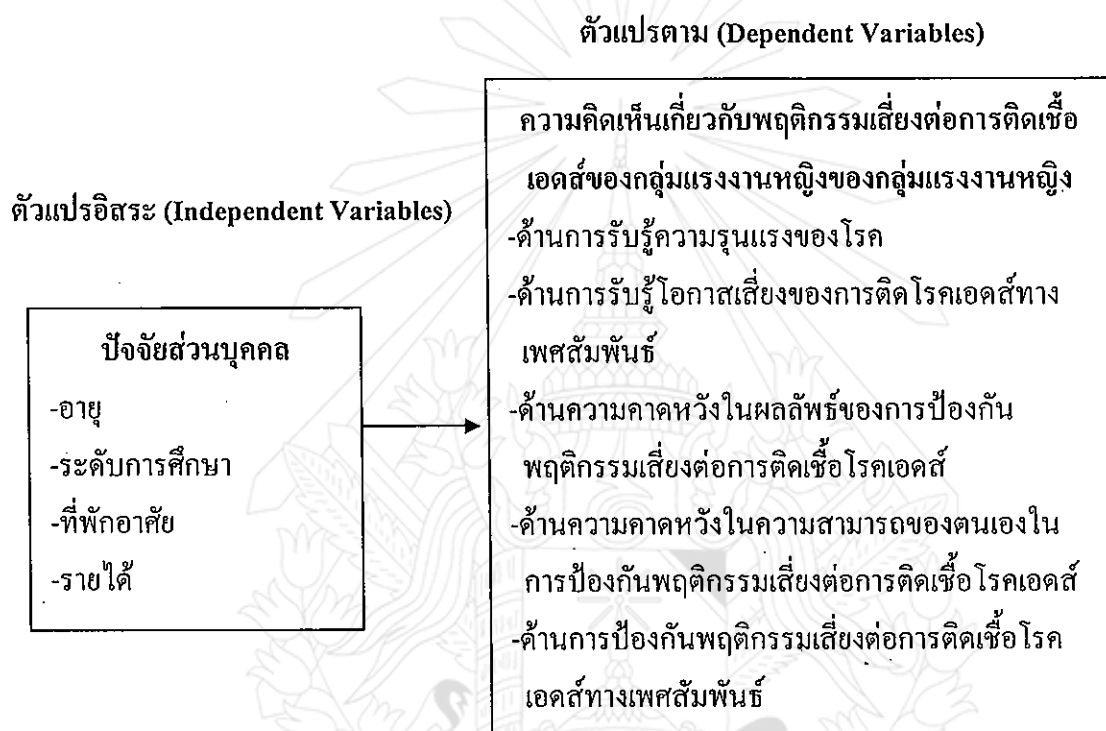 ตัวแปรตาม (Dependent Variables)
ความคิดเห็นเกี่ยวกับพฤติกรรมเสี่ยงต่อการติดเชื้อ
เอดส์ของกลุ่มแรงงานหญิงของกลุ่มแรงงานหญิง
-ด้านการรับรู้ความรุนแรงของโรค
-ด้านการรับรู้โอกาสเสี่ยงของการติดโรคเอดส์ทาง
เพศสัมพันธ์
-ด้านความคาดหวังในผลลัพธ์ของการป้องกัน
พฤติกรรมเสี่ยงต่อการติดเชื้อโรคเอดส์
-ด้านความคาดหวังในความสามารถของตนเองใน
การป้องกันพฤติกรรมเสี่ยงต่อการติดเชื้อโรคเอดส์
-ด้านการป้องกันพฤติกรรมเสี่ยงต่อการติดเชื้อโรค
เอดส์ทางเพศสัมพันธ์
ตัวแปรอิสระ (Independent Variables)
ปัจจัยส่วนบุคคล
-อายุ
-ระดับการศึกษา
-ที่พักอาศัย
-รายได้